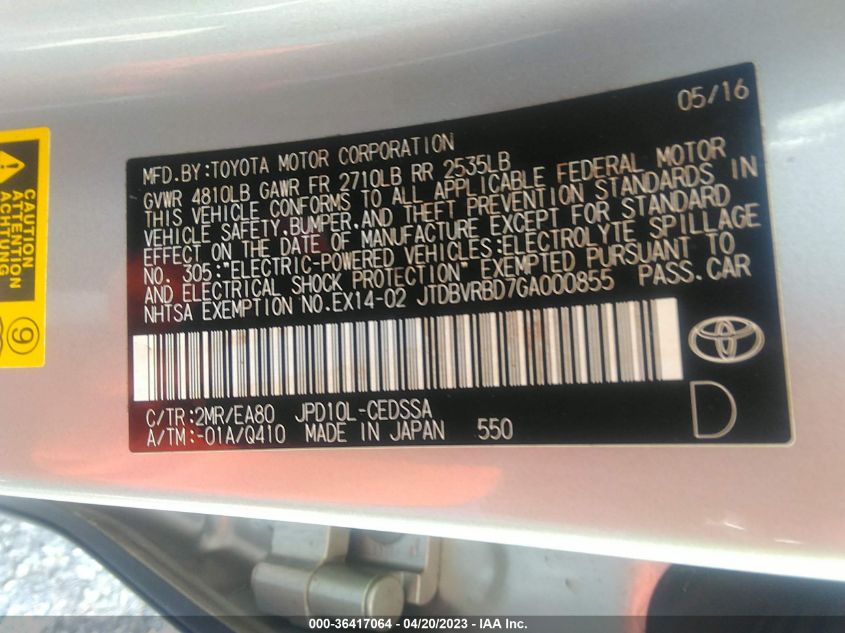 05/16
MFD.BY:TOYOTA MOTOR CORPORATION
GVWR 4810LB GAWR FR 2710LB RR 2535LB
THIS VEHICLE CONFORMS TO ALL APPLICABLE FEDERAL MOTOR
VEHICLE SAFETY,BUMPER,AND THEFT PREVENTION STANDARDS IN
EFFECT ON THE DATE OF MANUFACTURE EXCEPT FOR STANDARD
NO. 305:"ELECTRIC-POWERED VEHICLES:ELECTROLYTE SPILLAGE
AND ELECTRICAL SHOCK PROTECTION" EXEMPTED PURSUANT TO
NHTSA EXEMPTION NO.EX14-02 JTDBVRBD7GA000855 PASS.CAR
C/TR:2MR/EA80 JPD10L-CEDSSA
A/TM:-01A/Q410 MADE IN JAPAN 550
D
CAUTION
ATTENTION
ACHTUNG
9
000-36417064 - 04/20/2023 - IAA Inc.